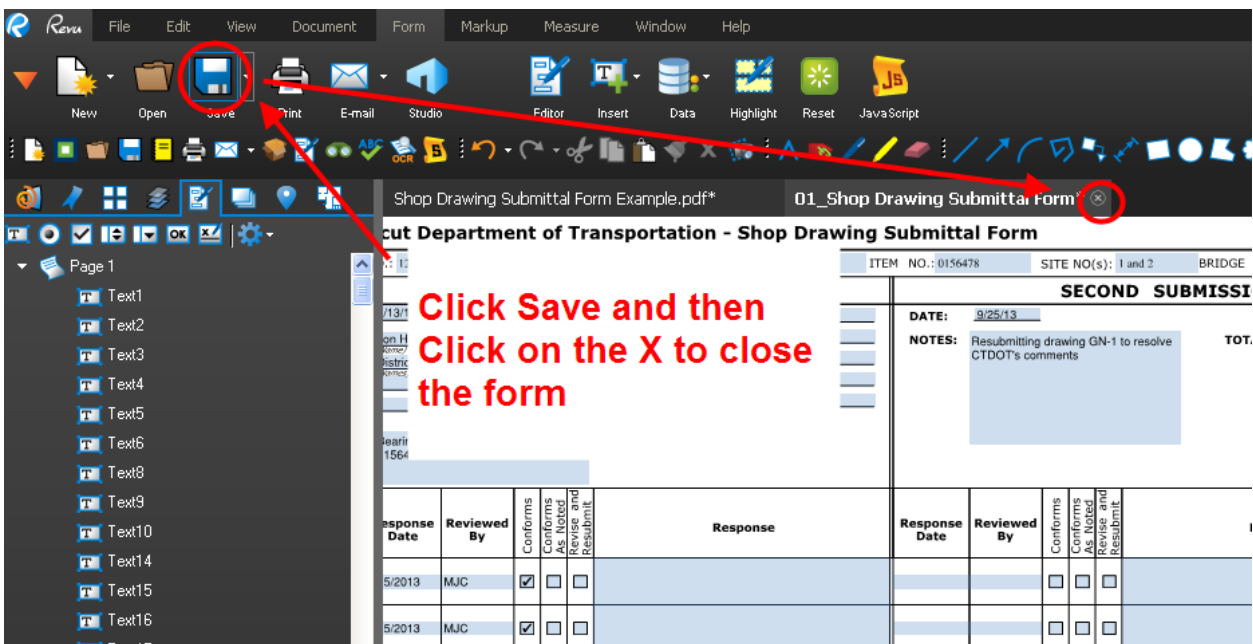 Revu File Edit View Document Form Markup Measure Window Help
New Open Save Print E-mail Studio Editor Insert Data Highlight Reset JavaScript
Shop Drawing Submittal Form Example.pdf* 01_Shop Drawing Submittal Form*
cut Department of Transportation - Shop Drawing Submittal Form
ITEM NO.: 0156478 SITE NO(s): 1 and 2 BRIDGE
Page 1
Text1
Text2
Text3
Text4
Text5
Text6
Text8
Text9
Text10
Text14
Text15
Text16
Click Save and then
Click on the X to close
the form
SECOND SUBMISSI
DATE: 9/25/13
NOTES: Resubmitting drawing GN-1 to resolve
CTDOT's comments
TOT
1564
esponse
Date
Reviewed
By
Conforms
Conforms
As Noted
Revise and
Resubmit
Response
Response
Date
Reviewed
By
Conforms
Conforms
As Noted
Revise and
Resubmit
5/2013 MJC
5/2013 MJC